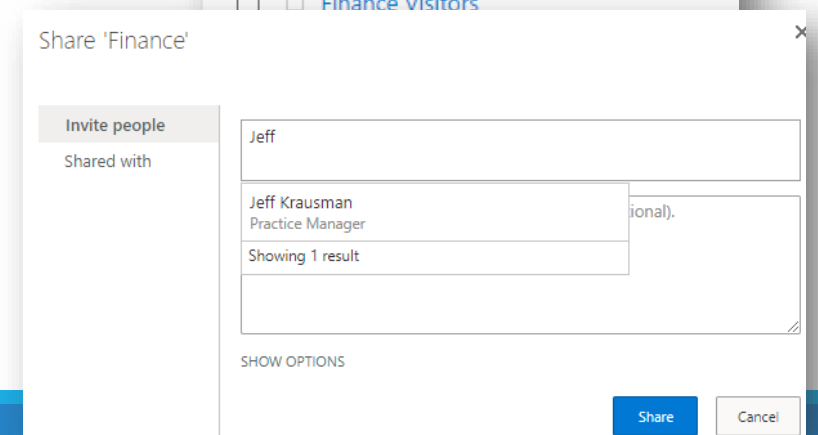 Finance Visitors
Share 'Finance'
Invite people
Shared with
Jeff
Jeff Krausman
Practice Manager
Showing 1 result
ional).
SHOW OPTIONS
Share
Cancel